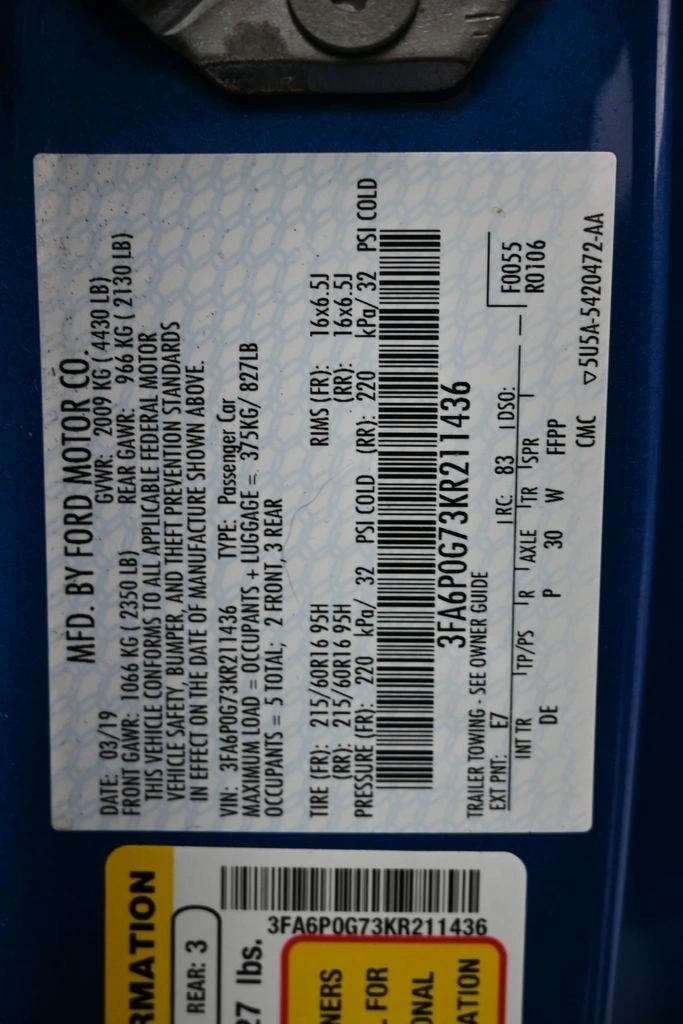 MFD. BY FORD MOTOR CO.
DATE: 03/19 GVWR: 2009 KG ( 4430 LB)
FRONT GAWR: 1066 KG ( 2350 LB) REAR GAWR: 966 KG ( 2130 LB)
THIS VEHICLE CONFORMS TO ALL APPLICABLE FEDERAL MOTOR
VEHICLE SAFETY, BUMPER, AND THEFT PREVENTION STANDARDS
IN EFFECT ON THE DATE OF MANUFACTURE SHOWN ABOVE.
VIN: 3FA6P0G73KR211436 TYPE: Passenger Car
MAXIMUM LOAD = OCCUPANTS + LUGGAGE = 375KG/ 827LB
OCCUPANTS = 5 TOTAL; 2 FRONT, 3 REAR
TIRE (FR): 215/60R16 95H RIMS (FR): 16x6.5J
(RR): 215/60R16 95H (RR): 16x6.5J
PRESSURE (FR): 220 kPa/ 32 PSI COLD (RR): 220 kPa/ 32 PSI COLD
3FA6P0G73KR211436
TRAILER TOWING - SEE OWNER GUIDE
EXT PNT: E7 RC: 83 DSO: F0055
R0106
INT TR TP/PS R AXLE TR SPR
DE P 30 W FFPP
CMC ▽5U5A-5420472-AA
3FA6P0G73KR211436
RMATION
REAR: 3
27 lbs.
NERS
L FOR
ONAL
ATION